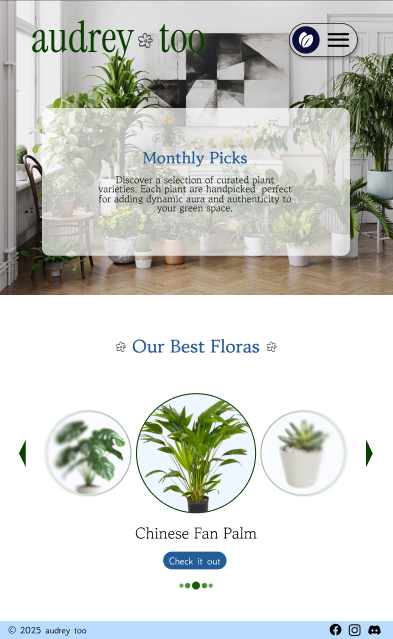 audrey too
Monthly Picks
Discover a selection of curated plant
varieties. Each plant are handpicked perfect
for adding dynamic aura and authenticity to
your green space.
Our Best Floras
Chinese Fan Palm
Check it out
© 2025 audrey too